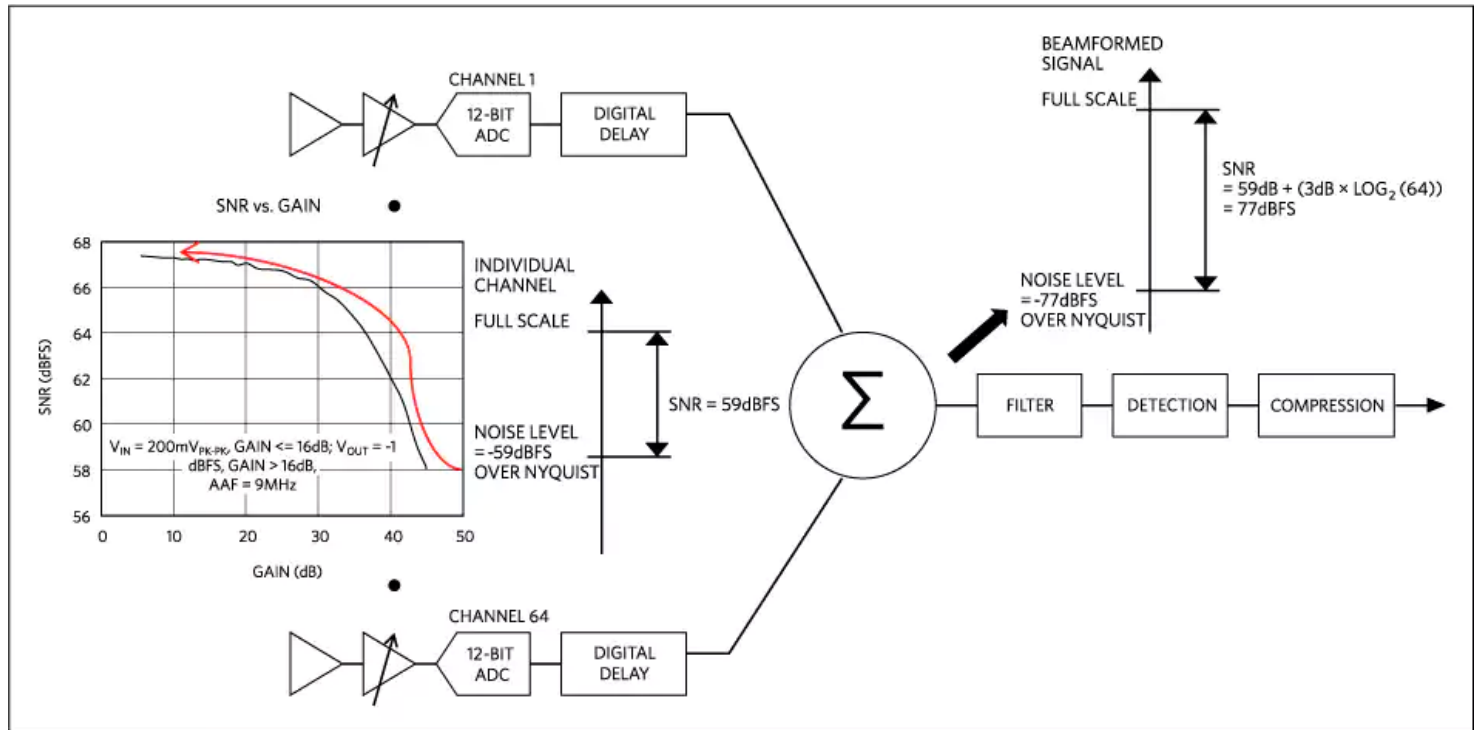 CHANNEL 1
12-BIT
ADC
DIGITAL
DELAY
BEAMFORMED
SIGNAL
FULL SCALE
SNR
= 59dB + (3dB × LOG₂ (64))
= 77dBFS
NOISE LEVEL
= -77dBFS
OVER NYQUIST
SNR vs. GAIN
68
66
64
62
60
58
56
SNR (dBFS)
V_IN = 200mV_PK-PK, GAIN <= 16dB; V_OUT = -1
dBFS, GAIN > 16dB,
AAF = 9MHz
0 10 20 30 40 50
GAIN (dB)
INDIVIDUAL
CHANNEL
FULL SCALE
SNR = 59dBFS
NOISE LEVEL
= -59dBFS
OVER NYQUIST
Σ
FILTER
DETECTION
COMPRESSION
CHANNEL 64
12-BIT
ADC
DIGITAL
DELAY